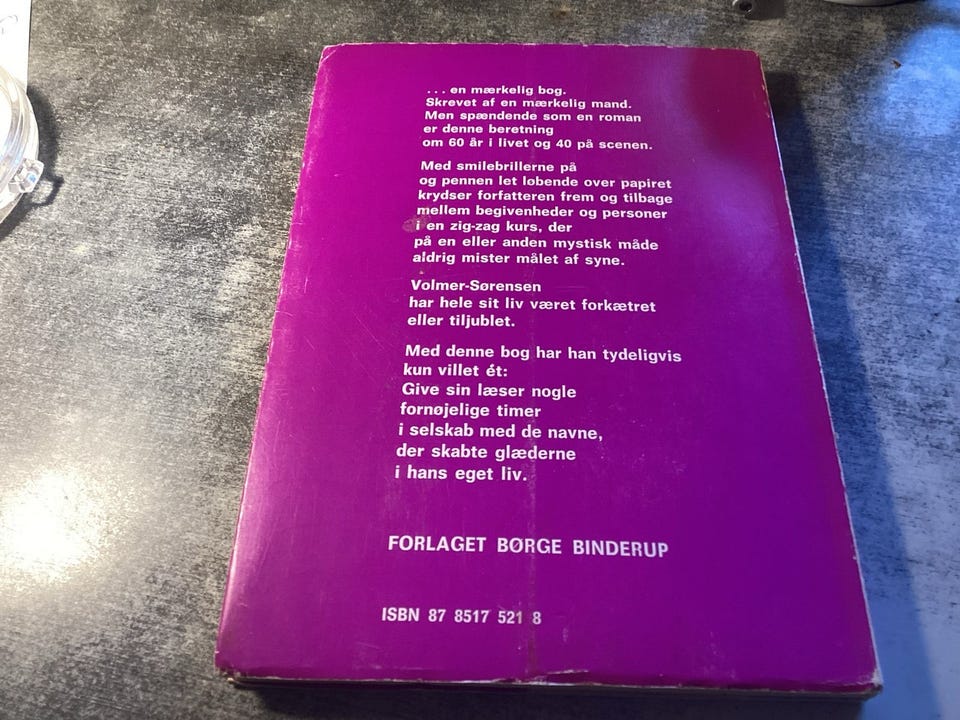 ... en mærkelig bog.
Skrevet af en mærkelig mand.
Men spændende som en roman
er denne beretning
om 60 år i livet og 40 på scenen.
Med smilebrillerne på
og pennen let løbende over papiret
krydser forfatteren frem og tilbage
mellem begivenheder og personer
i en zig-zag kurs, der
på en eller anden mystisk måde
aldrig mister målet af syne.
Volmer-Sørensen
har hele sit liv været forkætret
eller tiljublet.
Med denne bog har han tydeligvis
kun villet ét:
Give sin læser nogle
fornøjelige timer
i selskab med de navne,
der skabte glæderne
i hans eget liv.
FORLAGET BØRGE BINDERUP
ISBN 87 8517 521 8